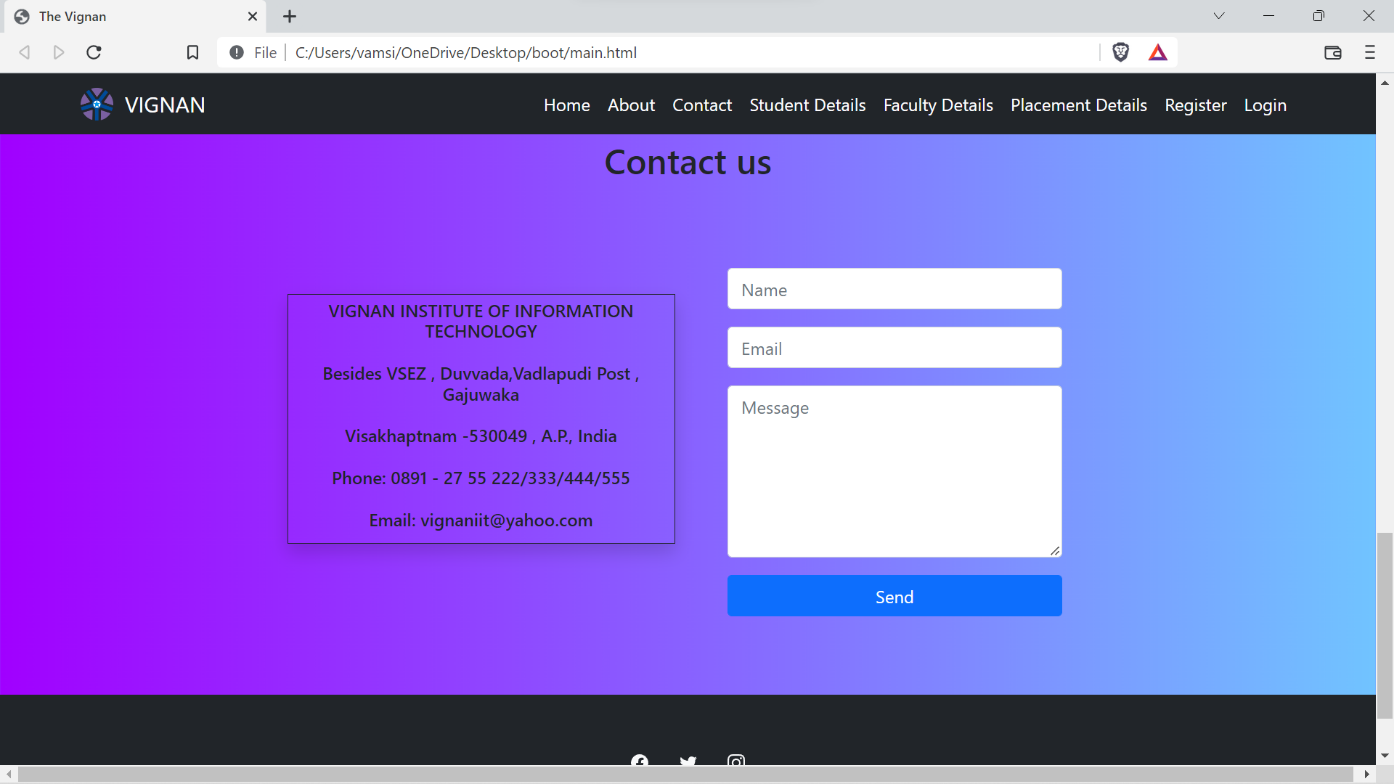 The Vignan
File C:/Users/vamsi/OneDrive/Desktop/boot/main.html
VIGNAN Home About Contact Student Details Faculty Details Placement Details Register Login
Contact us
VIGNAN INSTITUTE OF INFORMATION
TECHNOLOGY
Besides VSEZ , Duvvada,Vadlapudi Post ,
Gajuwaka
Visakhaptnam -530049 , A.P., India
Phone: 0891 - 27 55 222/333/444/555
Email: vignaniit@yahoo.com
Name
Email
Message
Send